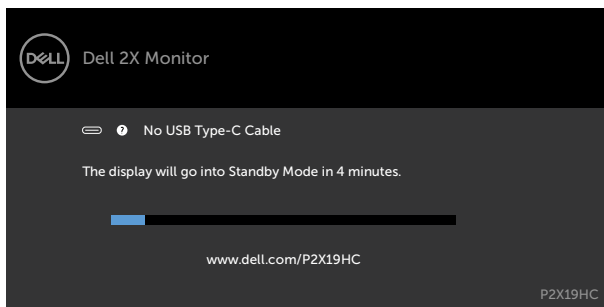 DELL
Dell 2X Monitor
? No USB Type-C Cable
The display will go into Standby Mode in 4 minutes.
www.dell.com/P2X19HC
P2X19HC